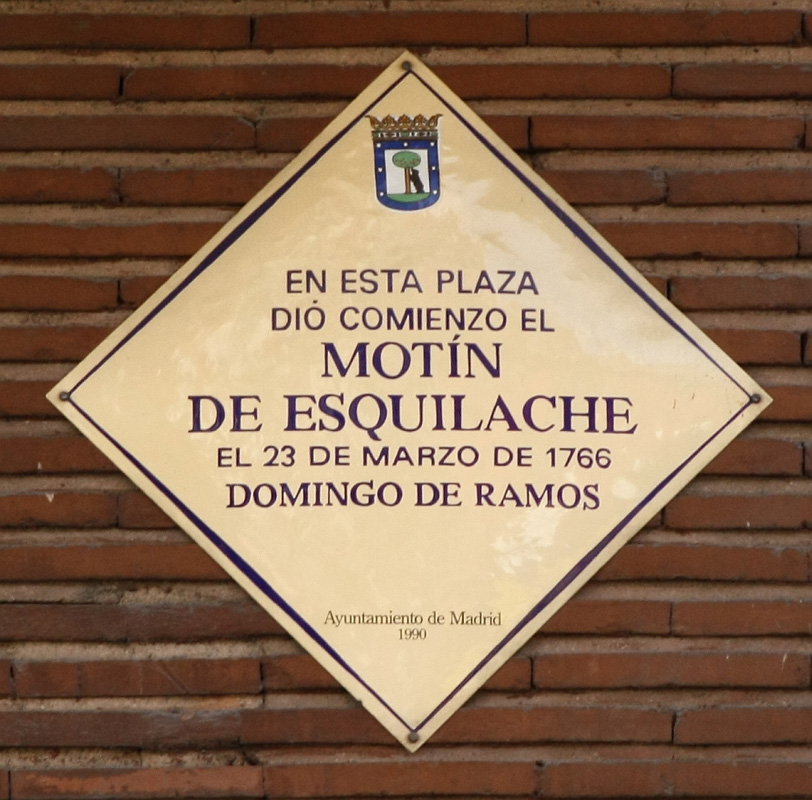 EN ESTA PLAZA
DIÓ COMIENZO EL
MOTÍN
DE ESQUILACHE
EL 23 DE MARZO DE 1766
DOMINGO DE RAMOS
Ayuntamiento de Madrid
1990